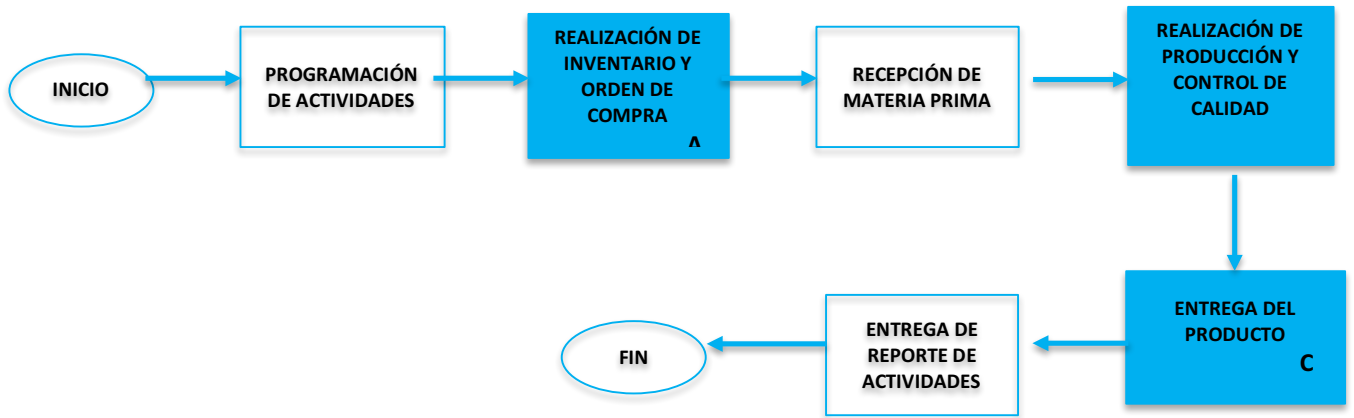 INICIO
PROGRAMACIÓN
DE ACTIVIDADES
REALIZACIÓN DE
INVENTARIO Y
ORDEN DE
COMPRA
A
RECEPCIÓN DE
MATERIA PRIMA
REALIZACIÓN DE
PRODUCCIÓN Y
CONTROL DE
CALIDAD
ENTREGA DEL
PRODUCTO
C
ENTREGA DE
REPORTE DE
ACTIVIDADES
FIN